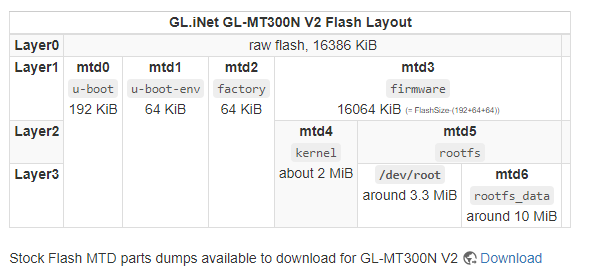 GL.iNet GL-MT300N V2 Flash Layout
Layer0 raw flash, 16386 KiB
Layer1 mtd0 mtd1 mtd2 mtd3
u-boot u-boot-env factory firmware
192 KiB 64 KiB 64 KiB 16064 KiB (= FlashSize-(192+64+64))
Layer2 mtd4 mtd5
kernel rootfs
Layer3 about 2 MiB /dev/root mtd6
around 3.3 MiB rootfs_data
around 10 MiB
Stock Flash MTD parts dumps available to download for GL-MT300N V2 Download